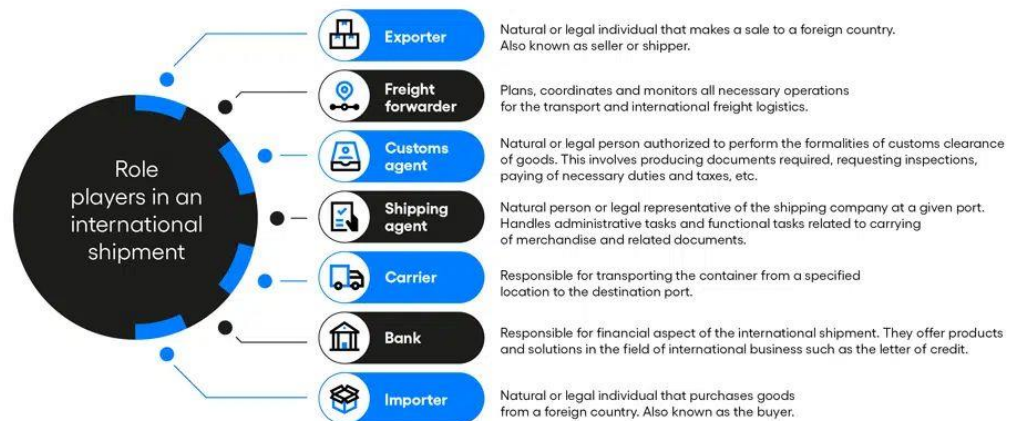 Role
players in an
international
shipment
Exporter
Natural or legal individual that makes a sale to a foreign country.
Also known as seller or shipper.
Freight
forwarder
Plans, coordinates and monitors all necessary operations
for the transport and international freight logistics.
Customs
agent
Natural or legal person authorized to perform the formalities of customs clearance
of goods. This involves producing documents required, requesting inspections,
paying of necessary duties and taxes, etc.
Shipping
agent
Natural person or legal representative of the shipping company at a given port.
Handles administrative tasks and functional tasks related to carrying
of merchandise and related documents.
Carrier
Responsible for transporting the container from a specified
location to the destination port.
Bank
Responsible for financial aspect of the international shipment. They offer products
and solutions in the field of international business such as the letter of credit.
Importer
Natural or legal individual that purchases goods
from a foreign country. Also known as the buyer.